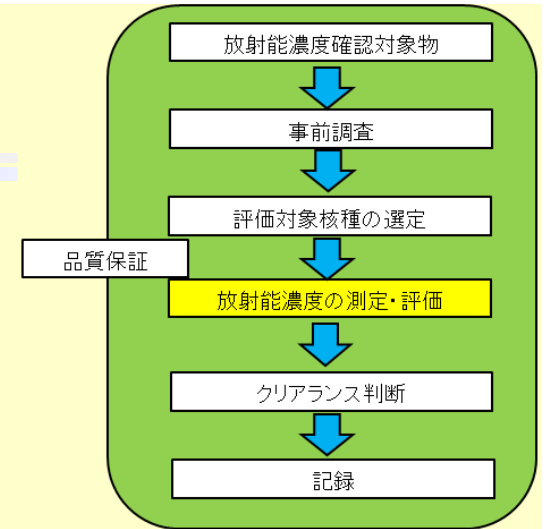 放射能濃度確認対象物
事前調査
評価対象核種の選定
品質保証
放射能濃度の測定・評価
クリアランス判断
記録